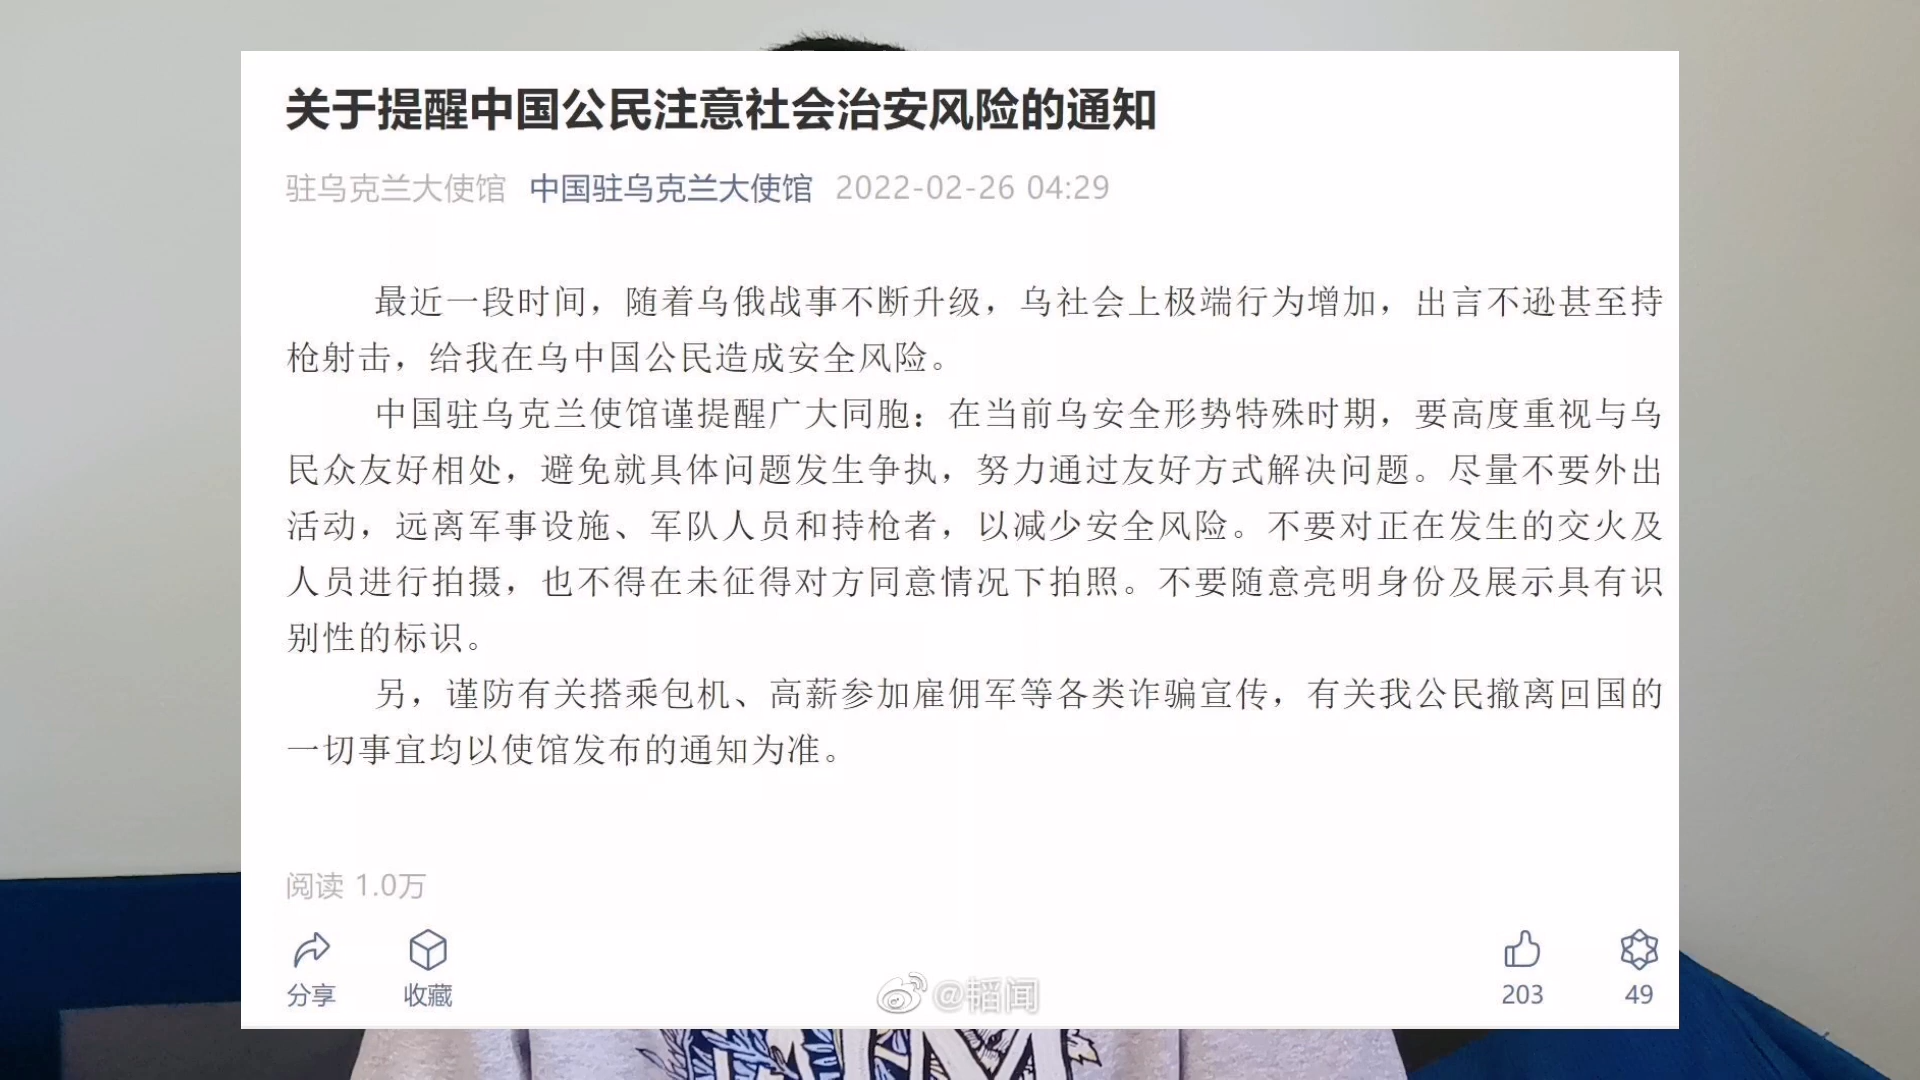 关于提醒中国公民注意社会治安风险的通知
驻乌克兰大使馆 中国驻乌克兰大使馆 2022-02-26 04:29
最近一段时间，随着乌俄战事不断升级，乌社会上极端行为增加，出言不逊甚至持
枪射击，给我在乌中国公民造成安全风险。
中国驻乌克兰使馆谨提醒广大同胞：在当前乌安全形势特殊时期，要高度重视与乌
民众友好相处，避免就具体问题发生争执，努力通过友好方式解决问题。尽量不要外出
活动，远离军事设施、军队人员和持枪者，以减少安全风险。不要对正在发生的交火及
人员进行拍摄，也不得在未征得对方同意情况下拍照。不要随意亮明身份及展示具有识
别性的标识。
另，谨防有关搭乘包机、高薪参加雇佣军等各类诈骗宣传，有关我公民撤离回国的
一切事宜均以使馆发布的通知为准。
阅读 1.0万
分享 收藏 203 49
@韬闻